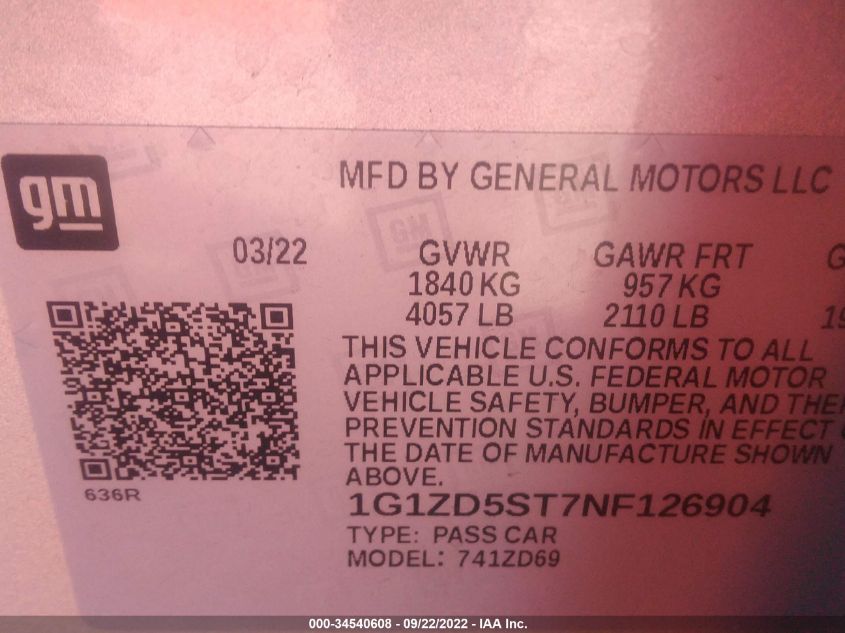 gm
MFD BY GENERAL MOTORS LLC
03/22 GVWR GAWR FRT G
1840 KG 957 KG
4057 LB 2110 LB 19
THIS VEHICLE CONFORMS TO ALL
APPLICABLE U.S. FEDERAL MOTOR
VEHICLE SAFETY, BUMPER, AND THE
PREVENTION STANDARDS IN EFFECT
THE DATE OF MANUFACTURE SHOWN
ABOVE.
636R
1G1ZD5ST7NF126904
TYPE: PASS CAR
MODEL: 741ZD69
000-34540608 - 09/22/2022 - IAA Inc.